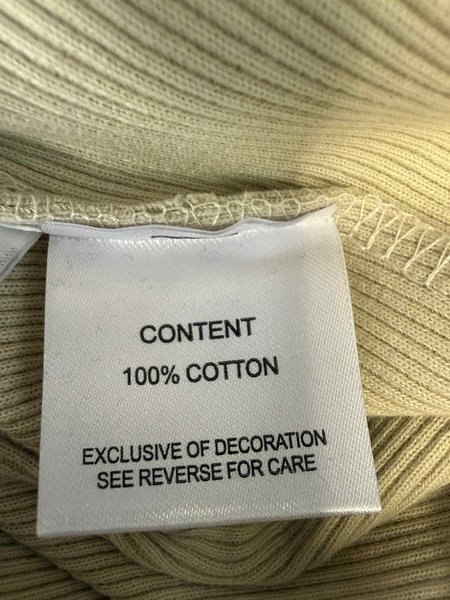 CONTENT
100% COTTON
EXCLUSIVE OF DECORATION
SEE REVERSE FOR CARE